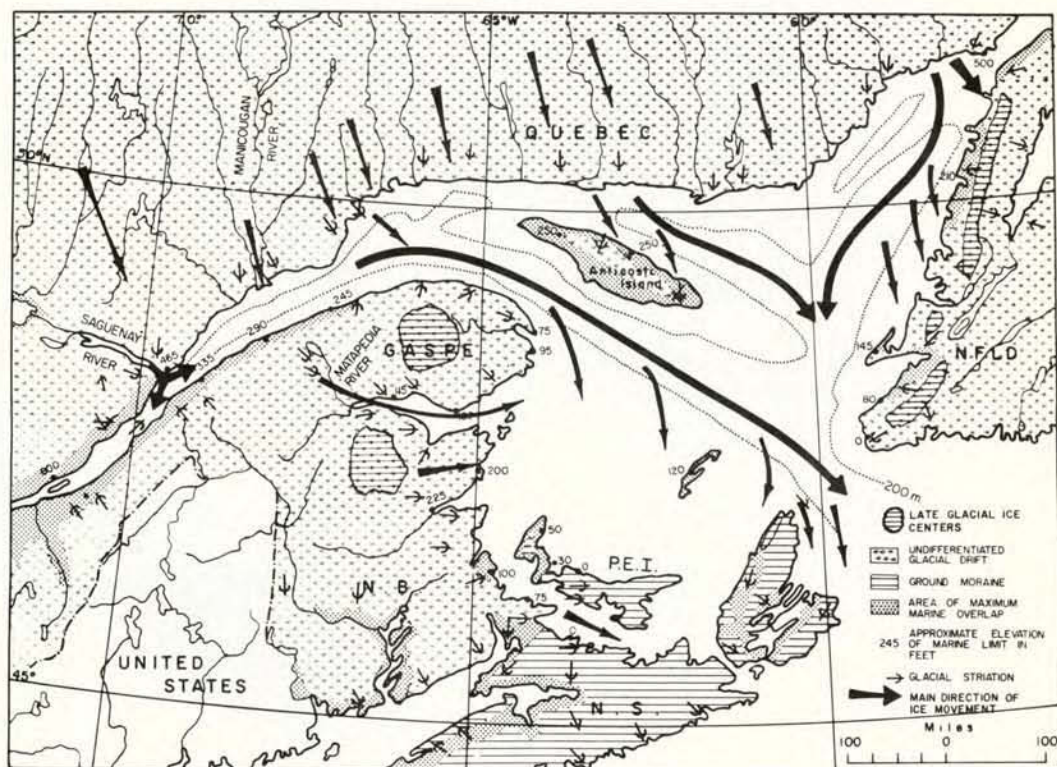 70°
65°W
60°
500
QUEBEC
MANICOUGAN
RIVER
50°N
210
250
250
Anticosti
Island
SAGUENAY
RIVER
465
335
290
245
MATAPEDIA
RIVER
GASPE
75
95
45
145
N.FLD
80
0
800
200
225
120
200 m
50
30
0
P.E.I.
100
75
N B
UNITED
STATES
45°
N.S.
LATE GLACIAL ICE
CENTERS
UNDIFFERENTIATED
GLACIAL DRIFT
GROUND MORAINE
AREA OF MAXIMUM
MARINE OVERLAP
245 APPROXIMATE ELEVATION
OF MARINE LIMIT IN
FEET
GLACIAL STRIATION
MAIN DIRECTION OF
ICE MOVEMENT
Miles
100 0 100